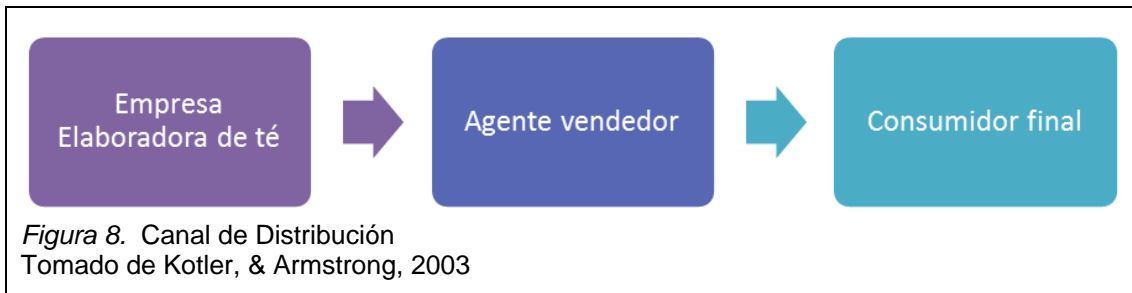 Empresa
Elaboradora de té
Agente vendedor
Consumidor final
Figura 8. Canal de Distribución
Tomado de Kotler, & Armstrong, 2003